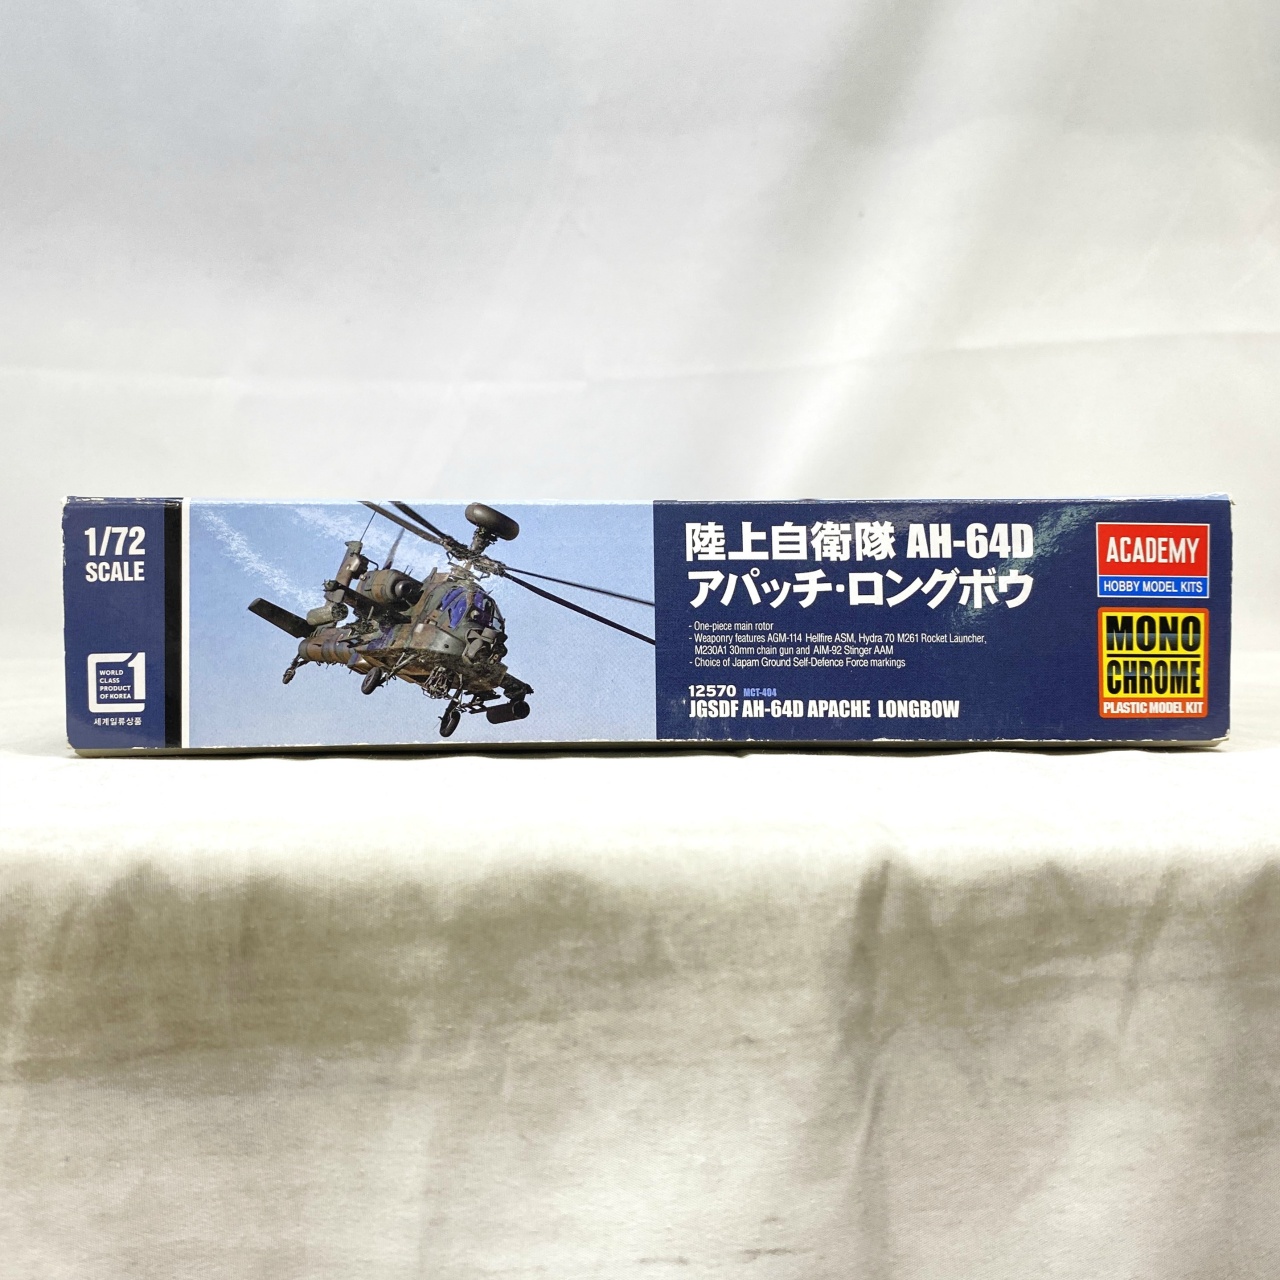 1/72
SCALE
WORLD
CLASS
PRODUCT
OF KOREA
1
세계일류상품
陸上自衛隊 AH-64D
アパッチ・ロングボウ
- One-piece main rotor
- Weaponry features AGM-114 Hellfire ASM, Hydra 70 M261 Rocket Launcher,
M230A1 30mm chain gun and AIM-92 Stinger AAM
- Choice of Japam Ground Self-Defence Force markings
12570 MCT-404
JGSDF AH-64D APACHE LONGBOW
ACADEMY
HOBBY MODEL KITS
MONO
CHROME
PLASTIC MODEL KIT